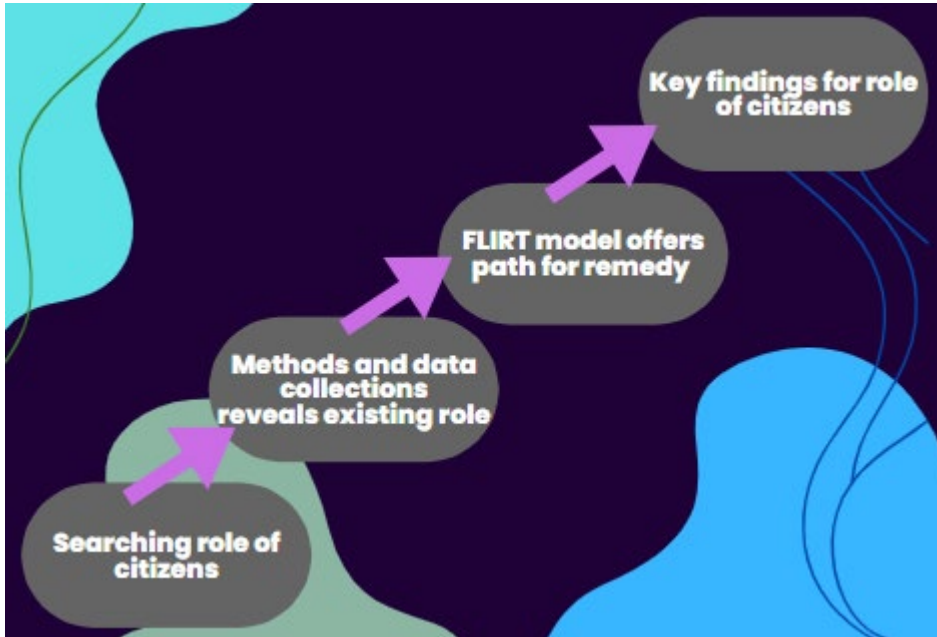 Key findings for role
of citizens
FLIRT model offers
path for remedy
Methods and data
collections
reveals existing role
Searching role of
citizens